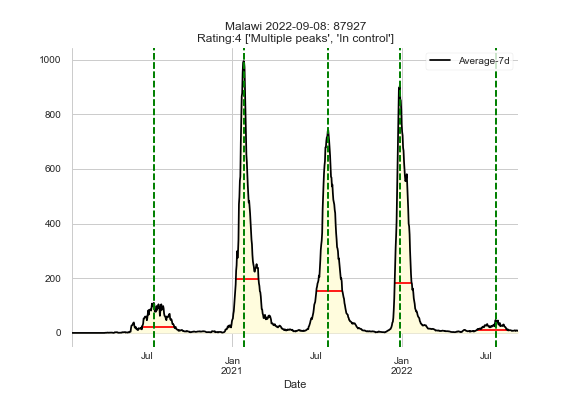 Malawi 2022-09-08: 87927
Rating:4 ['Multiple peaks', 'In control']
Average-7d
1000
800
600
400
200
0
Jul
Jan
2021
Jul
Jan
2022
Jul
Date